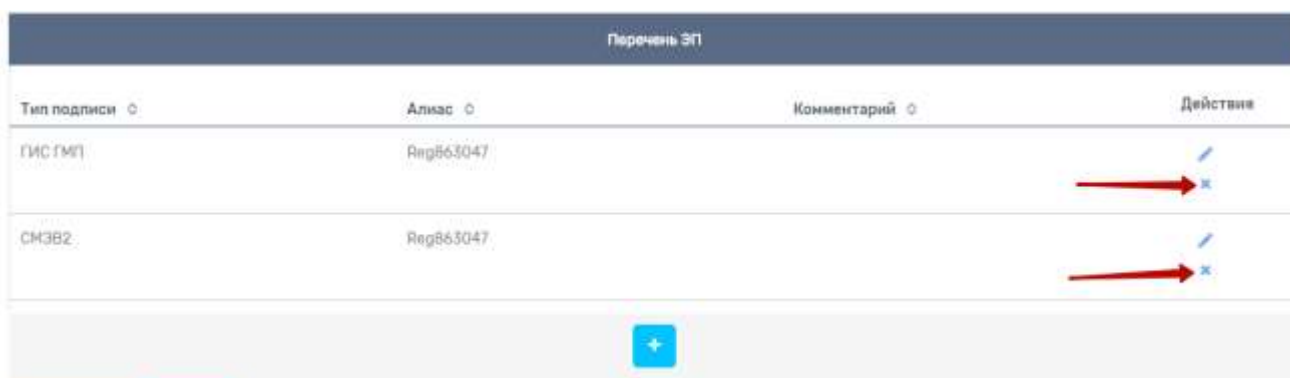 Перечень ЭП
Тип подписи Алиас Комментарий Действия
ГИС ГМП Reg863047
СМЭВ2 Reg863047